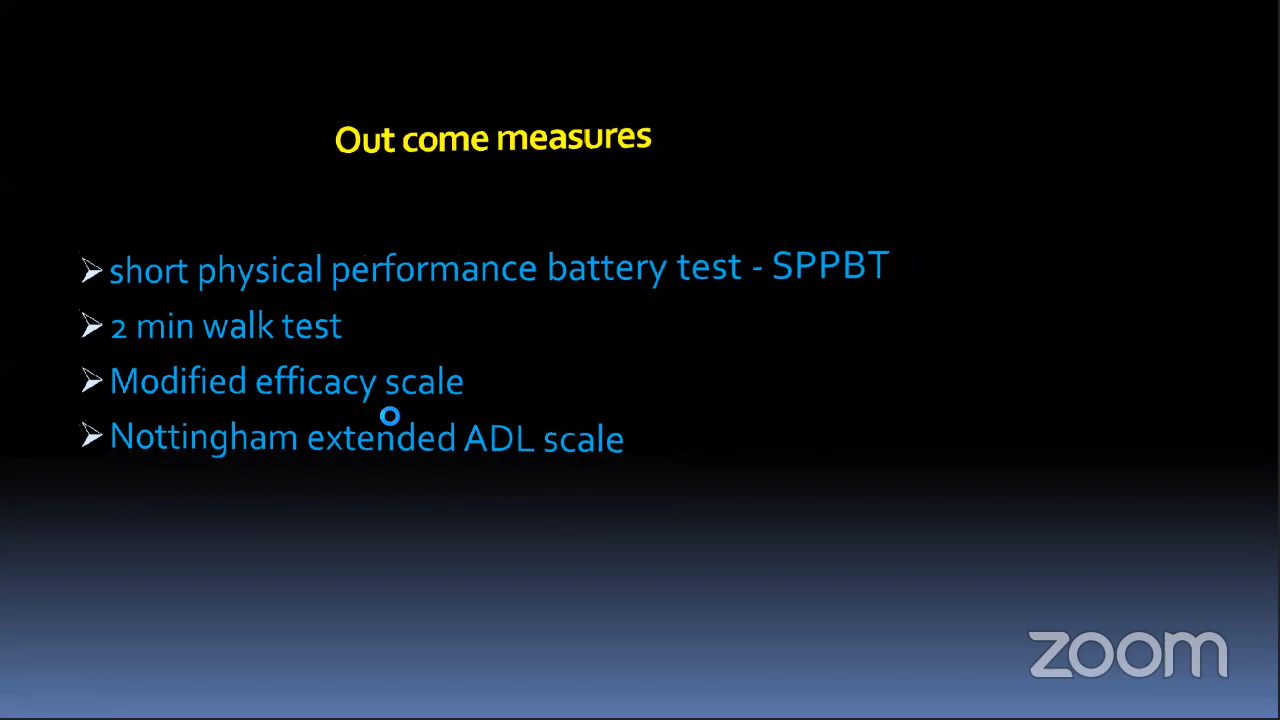 Out come measures
short physical performance battery test - SPPBT
2 min walk test
Modified efficacy scale
Nottingham extended ADL scale
zoom